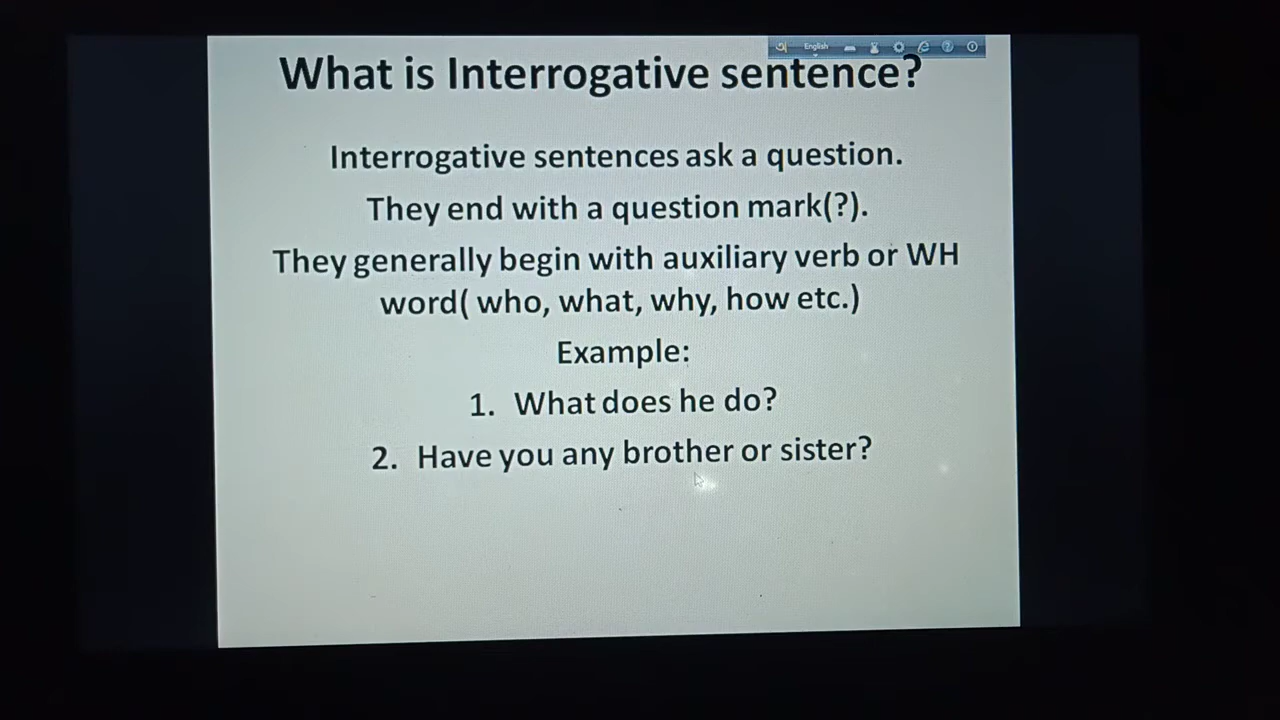 English
What is Interrogative sentence?
Interrogative sentences ask a question.
They end with a question mark(?).
They generally begin with auxiliary verb or WH
word( who, what, why, how etc.)
Example:
1. What does he do?
2. Have you any brother or sister?